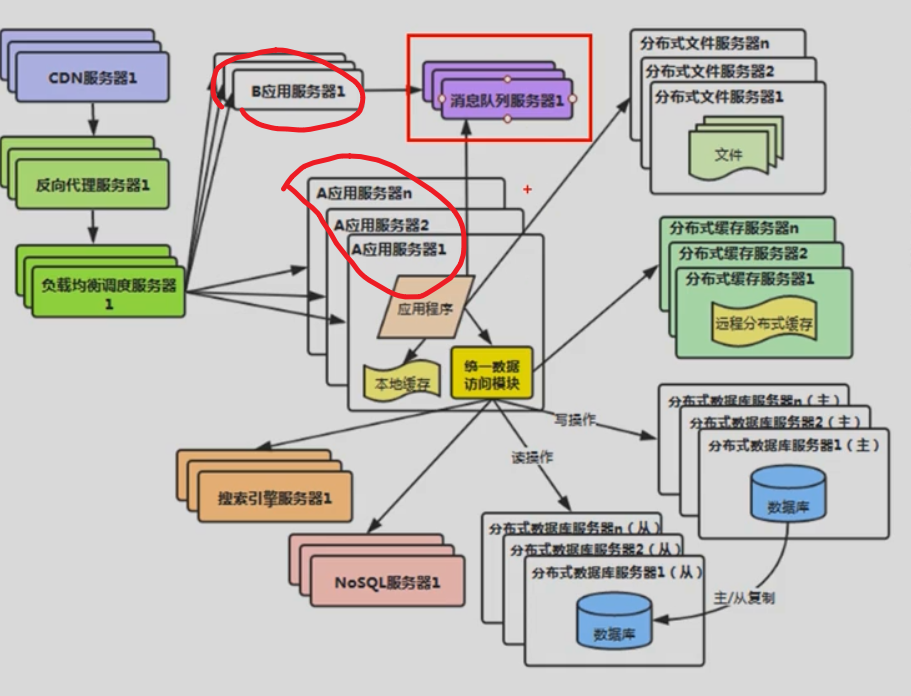 CDN服务器1
反向代理服务器1
负载均衡调度服务器
1
B应用服务器1
消息队列服务器1
A应用服务器n
A应用服务器2
A应用服务器1
应用程序
本地缓存
统一数据
访问模块
分布式文件服务器n
分布式文件服务器2
分布式文件服务器1
文件
分布式缓存服务器n
分布式缓存服务器2
分布式缓存服务器1
远程分布式缓存
写操作
读操作
分布式数据库服务器n（主）
分布式数据库服务器2（主）
分布式数据库服务器1（主）
数据库
搜索引擎服务器1
NoSQL服务器1
分布式数据库服务器n（从）
分布式数据库服务器2（从）
分布式数据库服务器1（从）
数据库
主/从复制